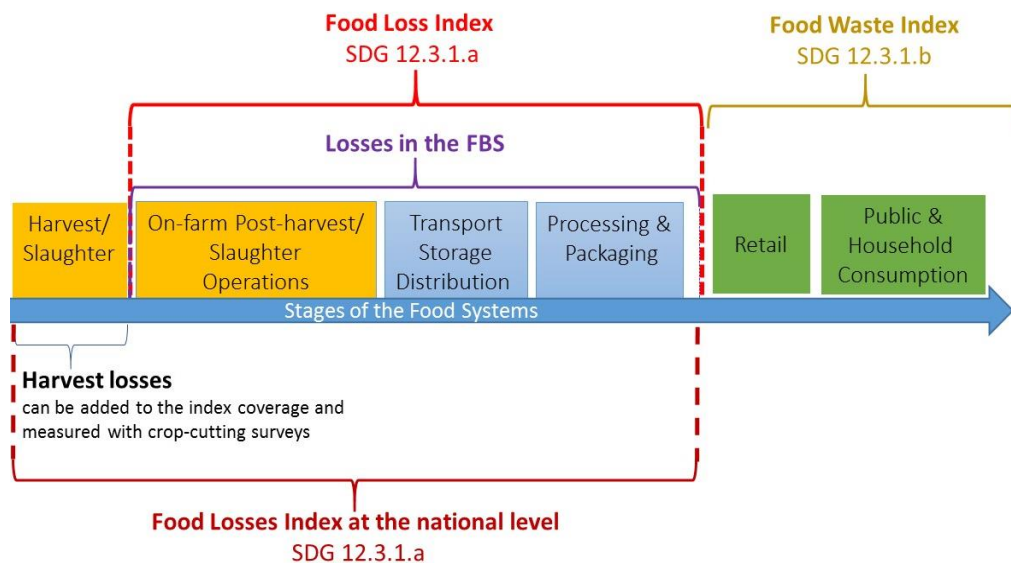 Food Loss Index
SDG 12.3.1.a
Food Waste Index
SDG 12.3.1.b
Losses in the FBS
Harvest/
Slaughter
On-farm Post-harvest/
Slaughter
Operations
Transport
Storage
Distribution
Processing &
Packaging
Retail
Public &
Household
Consumption
Stages of the Food Systems
Harvest losses
can be added to the index coverage and
measured with crop-cutting surveys
Food Losses Index at the national level
SDG 12.3.1.a